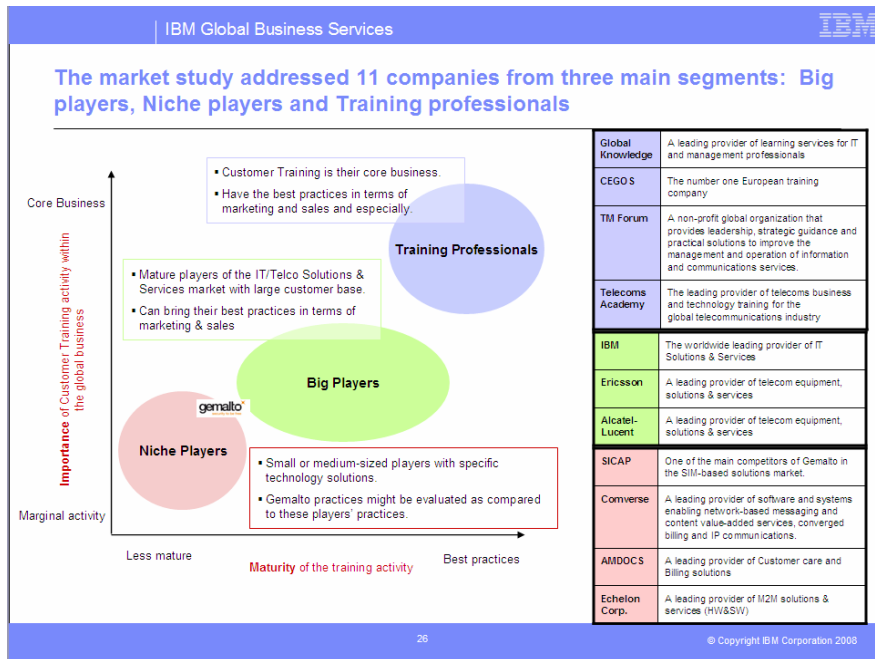 IBM Global Business Services
IBM
The market study addressed 11 companies from three main segments: Big
players, Niche players and Training professionals
Core Business
Importance of Customer Training activity within
the global business
Marginal activity
▪ Customer Training is their core business.
▪ Have the best practices in terms of
marketing and sales and especially.
Training Professionals
▪ Mature players of the IT/Telco Solutions &
Services market with large customer base.
▪ Can bring their best practices in terms of
marketing & sales
Big Players
gemalto
Niche Players
▪ Small or medium-sized players with specific
technology solutions.
▪ Gemalto practices might be evaluated as compared
to these players' practices.
Less mature
Maturity of the training activity
Best practices
Global
Knowledge
A leading provider of learning services for IT
and management professionals
CEGOS
The number one European training
company
TM Forum
A non-profit global organization that
provides leadership, strategic guidance and
practical solutions to improve the
management and operation of information
and communications services.
Telecoms
Academy
The leading provider of telecoms business
and technology training for the
global telecommunications industry
IBM
The worldwide leading provider of IT
Solutions & Services
Ericsson
A leading provider of telecom equipment,
solutions & services
Alcatel-
Lucent
A leading provider of telecom equipment,
solutions & services
SICAP
One of the main competitors of Gemalto in
the SIM-based solutions market.
Comverse
A leading provider of software and systems
enabling network-based messaging and
content value-added services, converged
billing and IP communications.
AMDOCS
A leading provider of Customer care and
Billing solutions
Echelon
Corp.
A leading provider of M2M solutions &
services (HW&SW)
26
© Copyright IBM Corporation 2008